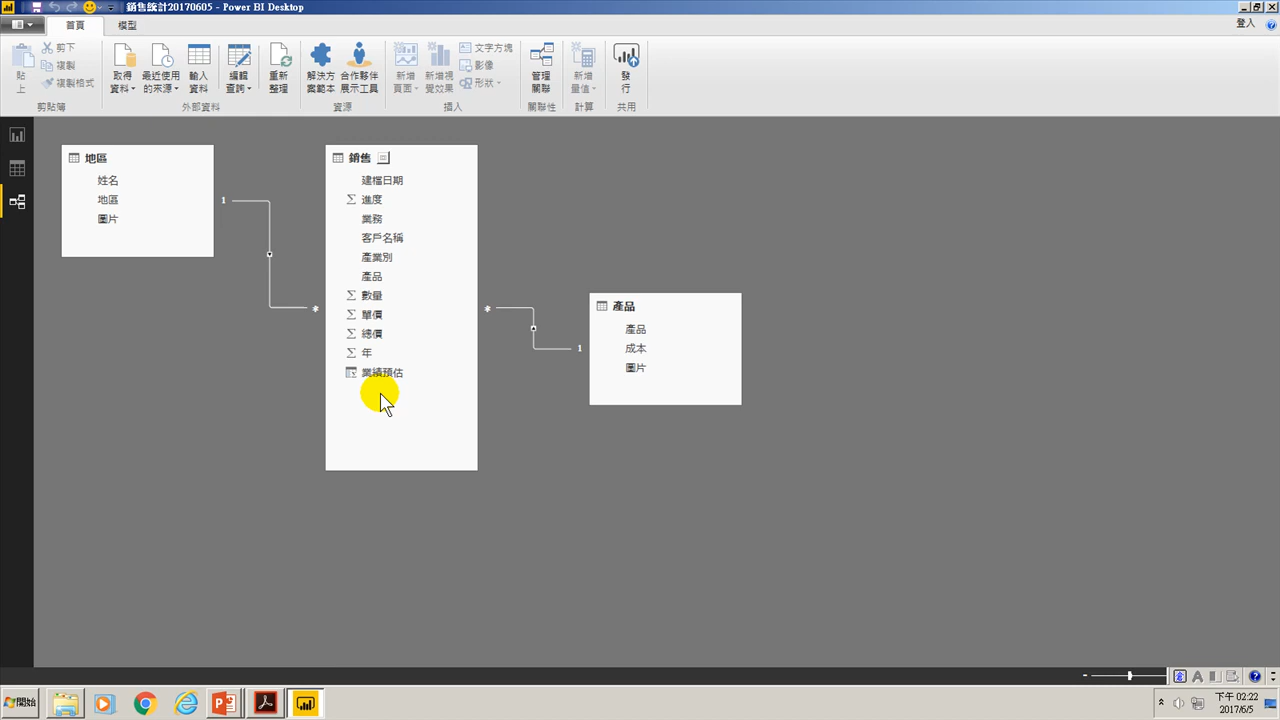 銷售統計20170605 - Power BI Desktop
首頁
模型
登入
貼上
剪下
複製
複製格式
剪貼簿
取得資料
最近使用的來源
輸入資料
編輯查詢
外部資料
重新整理
解決方案範本
合作夥伴展示工具
資源
新增頁面
新增視覺效果
文字方塊
影像
形狀
插入
管理關聯
關聯性
新增量值
計算
發行
共用
地區
姓名
地區
圖片
1
*
銷售
建檔日期
Σ 進度
業務
客戶名稱
產業別
產品
Σ 數量
Σ 單價
Σ 總價
Σ 年
業績預估
*
1
產品
產品
成本
圖片
開始
下午 02:22
2017/6/5